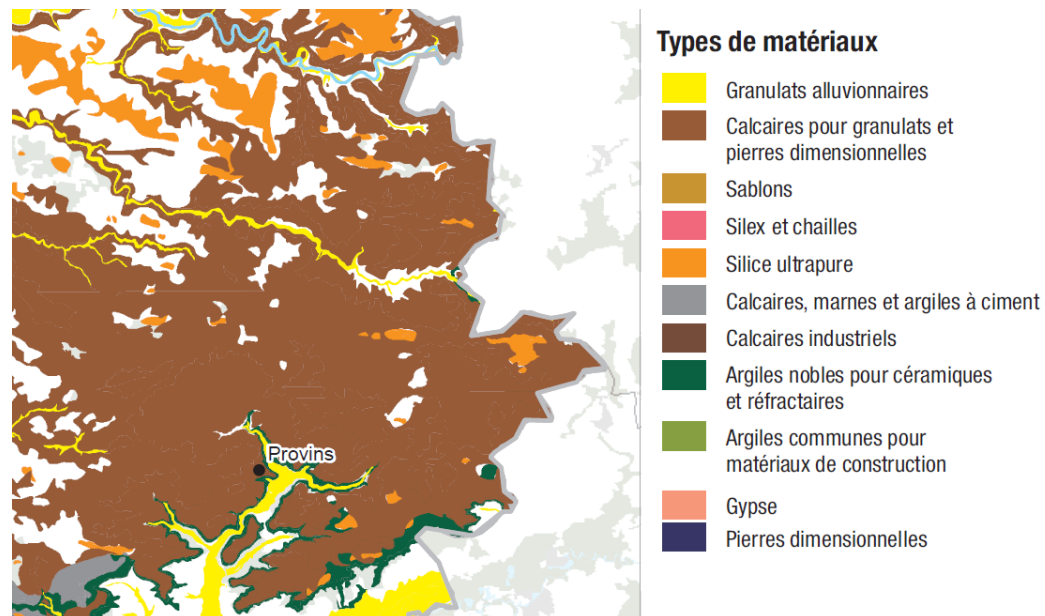 Types de matériaux
Granulats alluvionnaires
Calcaires pour granulats et
pierres dimensionnelles
Sablons
Silex et chailles
Silice ultrapure
Calcaires, marnes et argiles à ciment
Calcaires industriels
Argiles nobles pour céramiques
et réfractaires
Argiles communes pour
matériaux de construction
Gypse
Pierres dimensionnelles
Provins